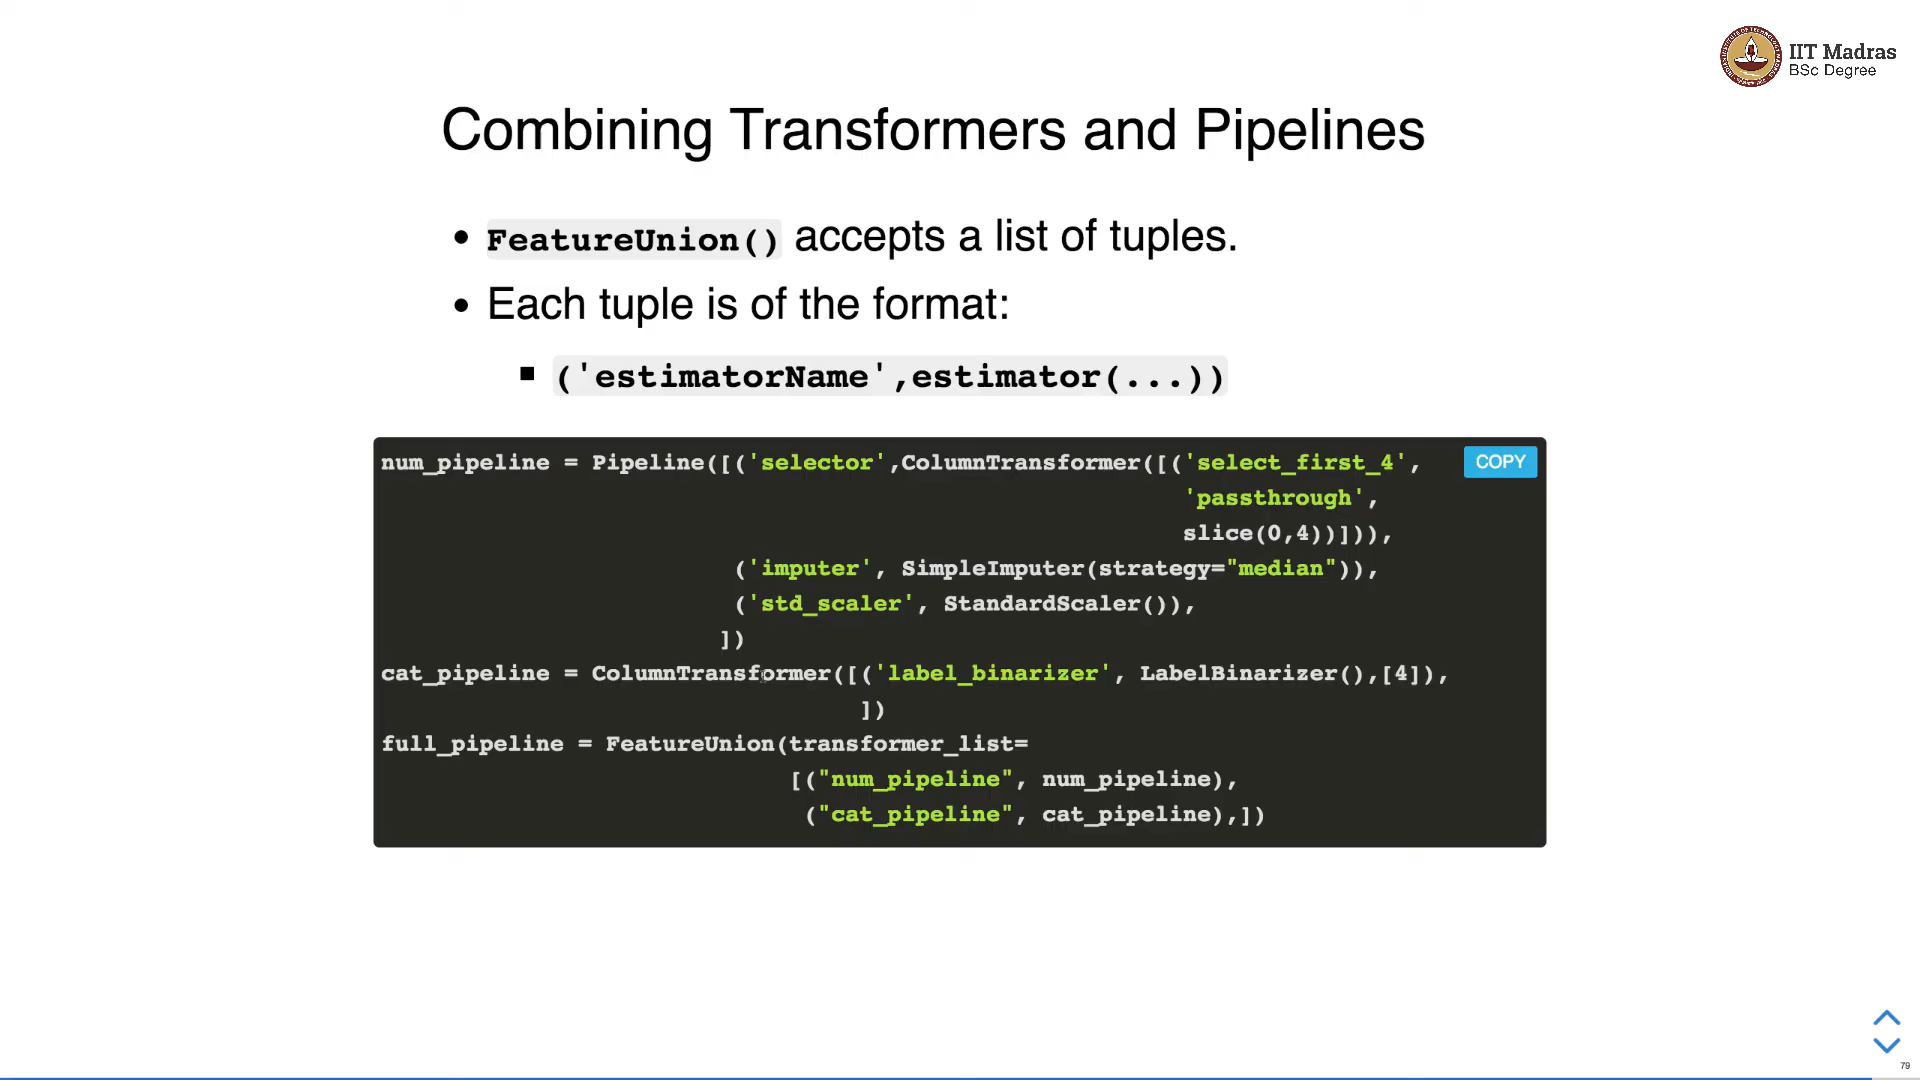 IIT Madras
BSc Degree
Combining Transformers and Pipelines
• FeatureUnion() accepts a list of tuples.
• Each tuple is of the format:
▪ ('estimatorName',estimator(...))
num_pipeline = Pipeline([('selector',ColumnTransformer([('select_first_4',
COPY
'passthrough',
slice(0,4))])),
('imputer', SimpleImputer(strategy="median")),
('std_scaler', StandardScaler()),
])
cat_pipeline = ColumnTransformer([('label_binarizer', LabelBinarizer(),[4]),
])
full_pipeline = FeatureUnion(transformer_list=
[("num_pipeline", num_pipeline),
("cat_pipeline", cat_pipeline),])
79